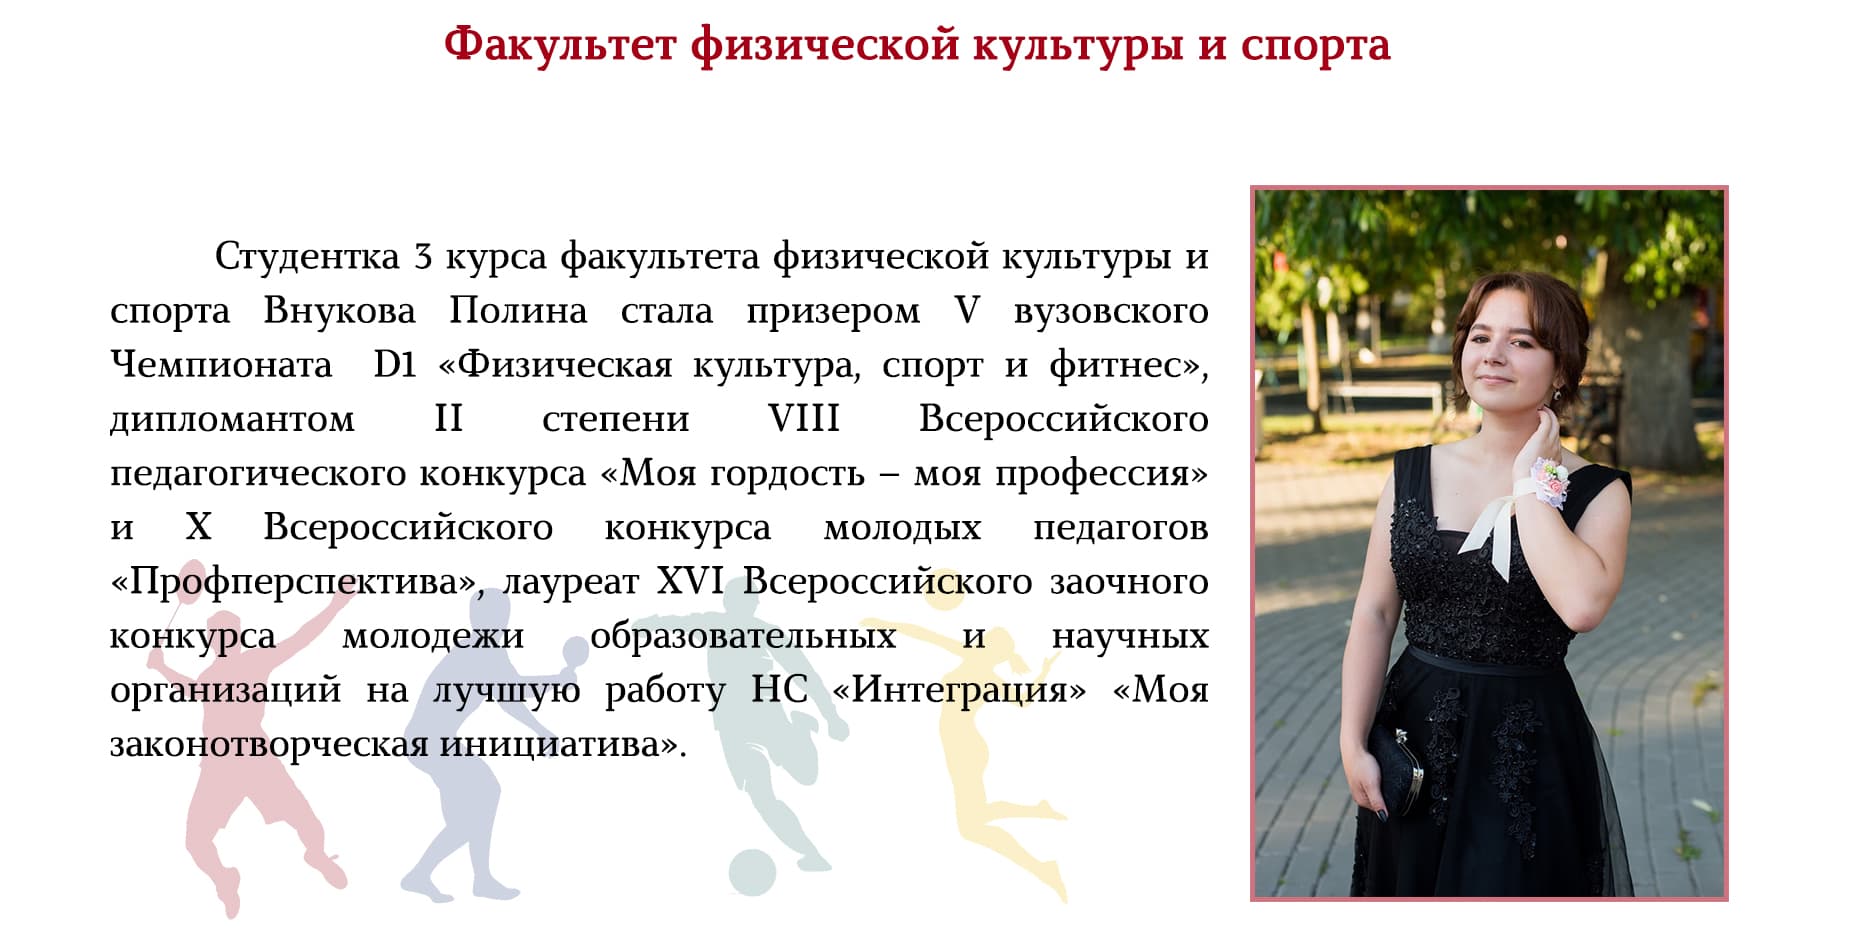 Факультет физической культуры и спорта
Студентка 3 курса факультета физической культуры и
спорта Внукова Полина стала призером V вузовского
Чемпионата D1 «Физическая культура, спорт и фитнес»,
дипломантом II степени VIII Всероссийского
педагогического конкурса «Моя гордость – моя профессия»
и X Всероссийского конкурса молодых педагогов
«Профперспектива», лауреат XVI Всероссийского заочного
конкурса молодежи образовательных и научных
организаций на лучшую работу НС «Интеграция» «Моя
законотворческая инициатива».